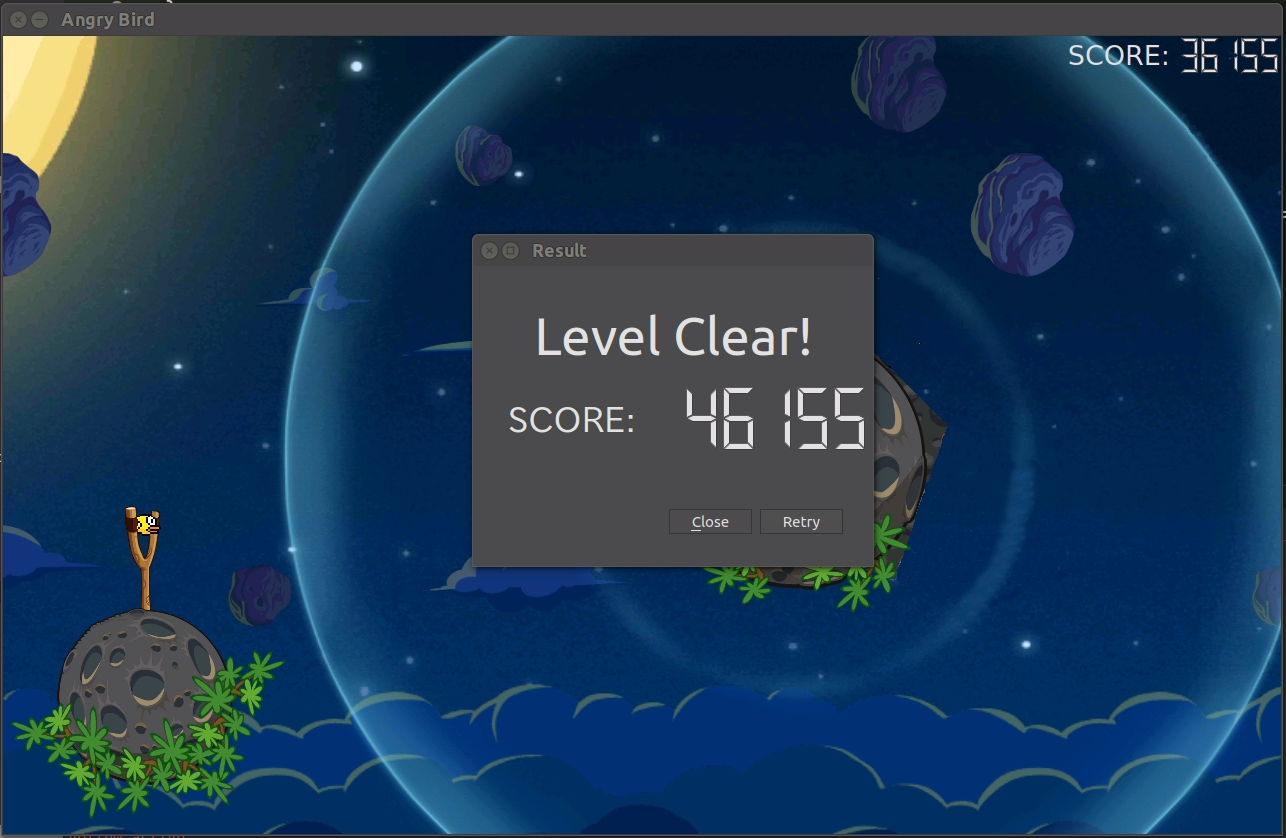 Angry Bird
SCORE: 36155
Result
Level Clear!
SCORE: 46155
Close Retry